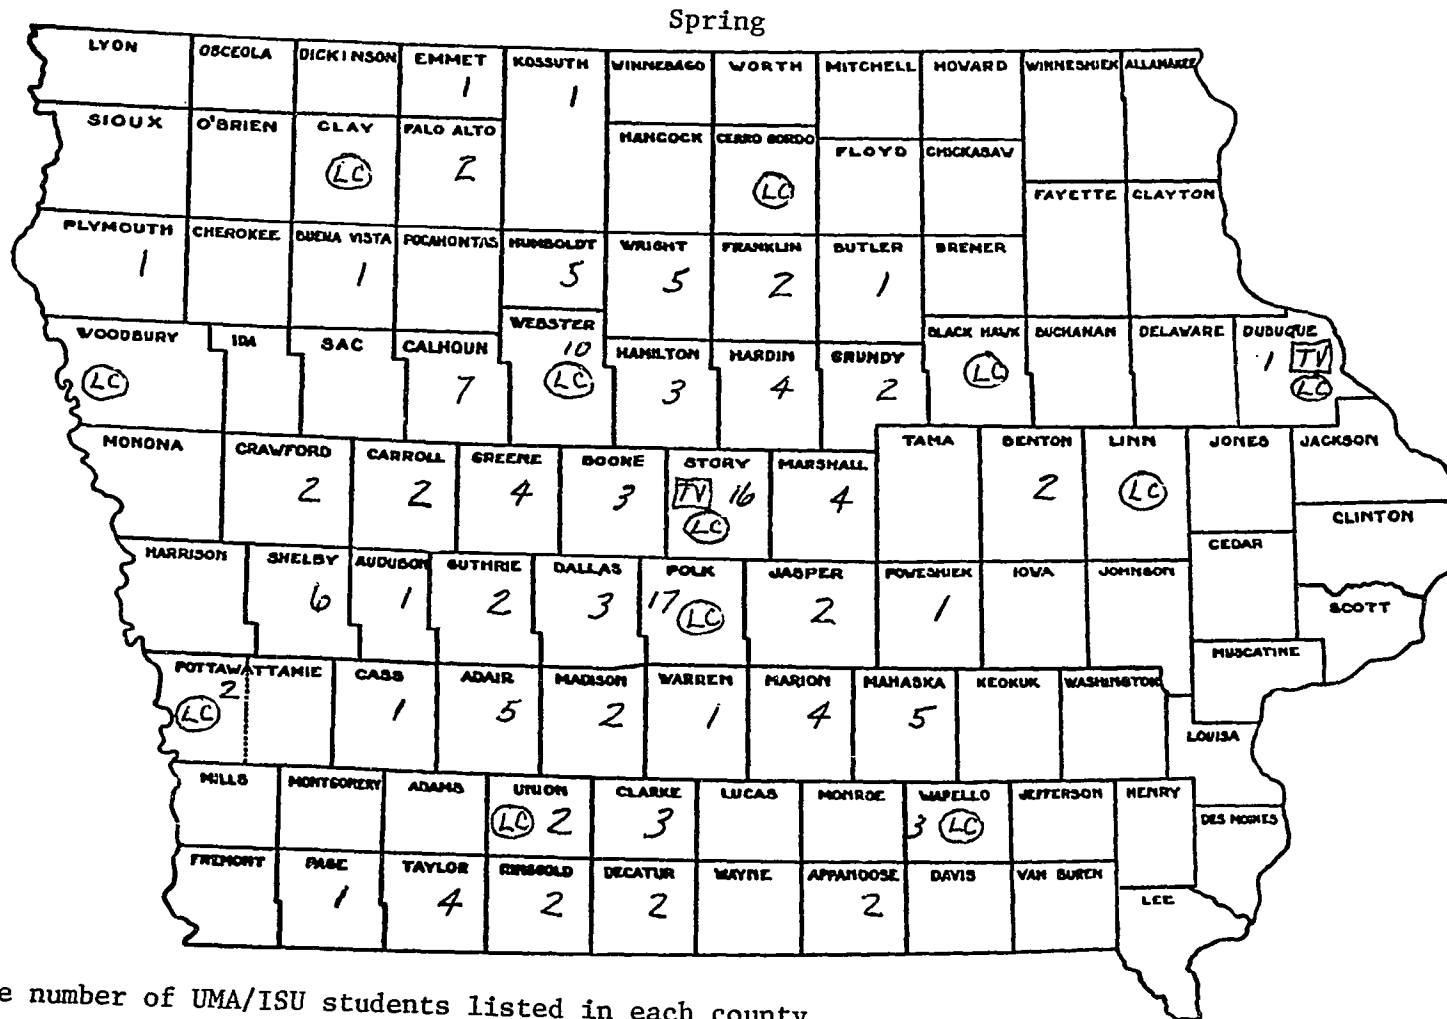 Spring
LYON OSCEOLA DICKINSON EMMET KOSSUTH WINNEBAGO WORTH MITCHELL HOWARD WINNESHIEK ALLAMAKEE
1 1
SIOUX O'BRIEN CLAY PALO ALTO HANCOCK CERRO GORDO FLOYD CHICKASAW
LC 2 LC
FAYETTE CLAYTON
PLYMOUTH CHEROKEE BUENA VISTA POCAHONTAS HUMBOLDT WRIGHT FRANKLIN BUTLER BREMER
1 1 5 5 2 1
WOODBURY IDA SAC CALHOUN WEBSTER HAMILTON HARDIN GRUNDY BLACK HAWK BUCHANAN DELAWARE DUBUQUE
10 1 TV
LC 7 LC 3 4 2 LC LC
MONONA CRAWFORD CARROLL GREENE BOONE STORY MARSHALL TAMA BENTON LINN JONES JACKSON
2 2 4 3 TV 16 4 2 LC
LC
CLINTON
CEDAR
HARRISON SHELBY AUDUBON GUTHRIE DALLAS POLK JASPER POWESHIEK IOWA JOHNSON
6 1 2 3 17 LC 2 1
SCOTT
MUSCATINE
POTTAWATTAMIE CASS ADAIR MADISON WARREN MARION MAHASKA KEOKUK WASHINGTON
2
LC 1 5 2 1 4 5
LOUISA
MILLS MONTGOMERY ADAMS UNION CLARKE LUCAS MONROE WAPELLO JEFFERSON HENRY
LC 2 3 3 LC
DES MOINES
FREMONT PAGE TAYLOR RINGGOLD DECATUR WAYNE APPANOOSE DAVIS VAN BUREN
1 4 2 2 2
LEE
e number of UMA/ISU students listed in each county